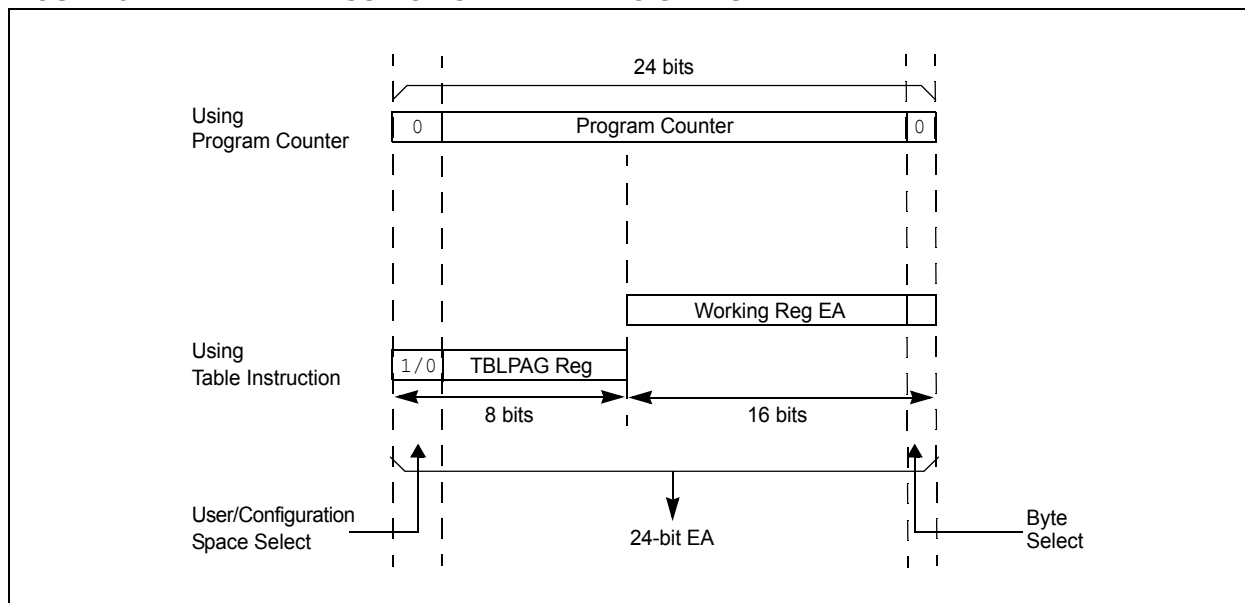 24 bits
Using
Program Counter
0
Program Counter
0
Working Reg EA
Using
Table Instruction
1/0
TBLPAG Reg
8 bits
16 bits
User/Configuration
Space Select
24-bit EA
Byte
Select